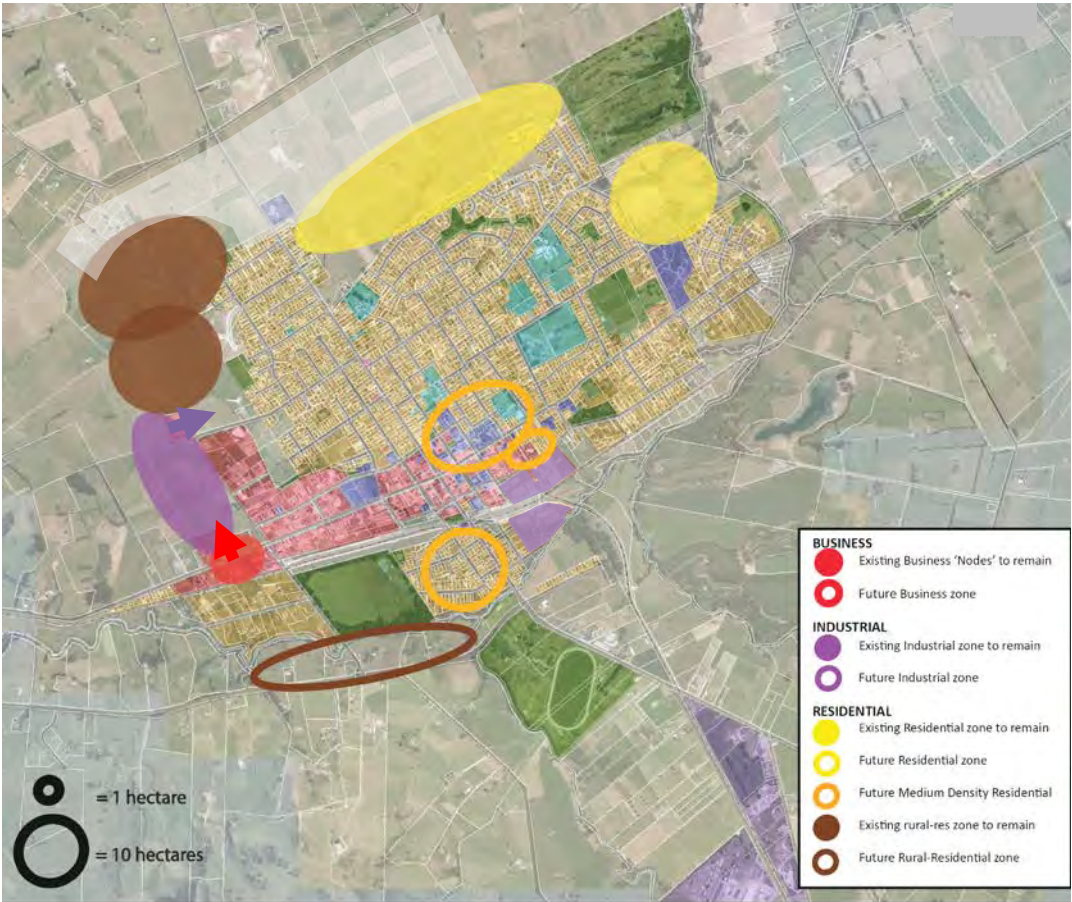 BUSINESS
Existing Business ‘Nodes’ to remain
Future Business zone
INDUSTRIAL
Existing Industrial zone to remain
Future Industrial zone
RESIDENTIAL
Existing Residential zone to remain
Future Residential zone
Future Medium Density Residential
Existing rural-res zone to remain
Future Rural-Residential zone
= 1 hectare
= 10 hectares